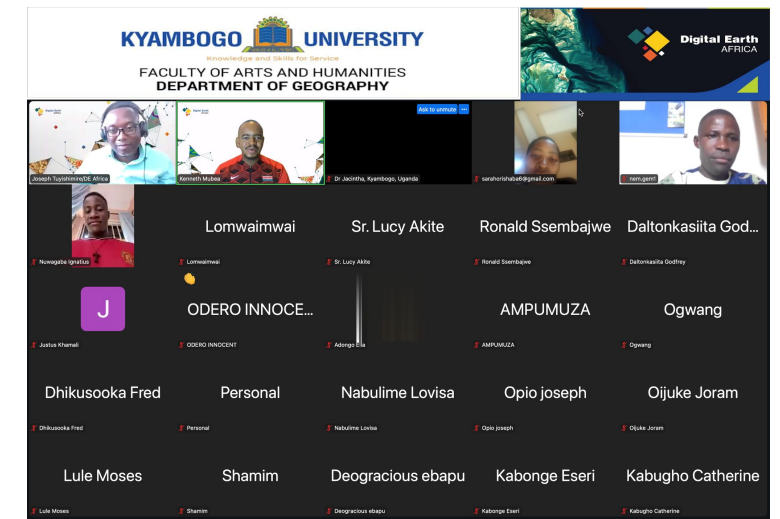 KYAMBOGO UNIVERSITY
Knowledge and Skills for Service
FACULTY OF ARTS AND HUMANITIES
DEPARTMENT OF GEOGRAPHY
Digital Earth
AFRICA
Ask to unmute
Joseph Tuyishimire/DE Africa
Kenneth Mubea
Dr Jacintha, Kyambogo, Uganda
sarahorishaba6@gmail.com
nem.gemf1
Nuwagaba Ignatius
Lomwaimwai
Lomwaimwai
Sr. Lucy Akite
Sr. Lucy Akite
Ronald Ssembajwe
Ronald Ssembajwe
Daltonkasiita God...
Daltonkasiita Godfrey
J
Justus Khamali
ODERO INNOCE...
ODERO INNOCENT
Adongo Ella
AMPUMUZA
AMPUMUZA
Ogwang
Ogwang
Dhikusooka Fred
Dhikusooka Fred
Personal
Personal
Nabulime Lovisa
Nabulime Lovisa
Opio joseph
Opio joseph
Oijuke Joram
Oijuke Joram
Lule Moses
Lule Moses
Shamim
Shamim
Deogracious ebapu
Deogracious ebapu
Kabonge Eseri
Kabonge Eseri
Kabugho Catherine
Kabugho Catherine